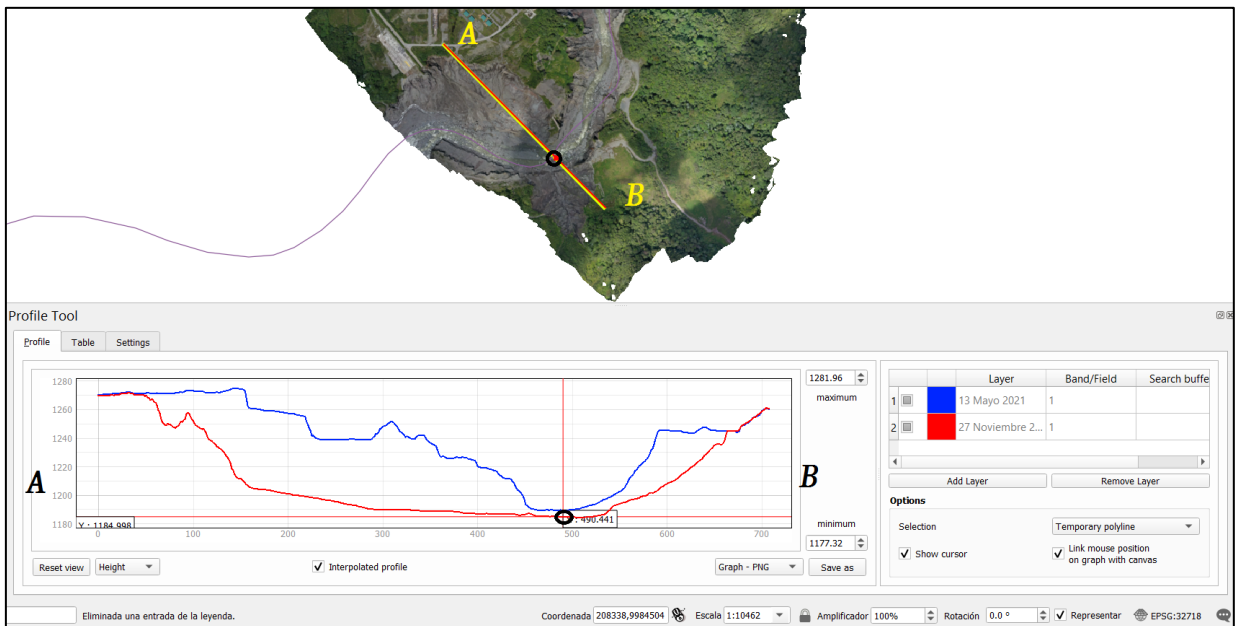 A
B
Profile Tool
Profile Table Settings
1280
1260
1240
1220
1200
1180
A
Y : 1184.998
: 490.441
0 100 200 300 400 500 600 700
B
1281.96
maximum
minimum
1177.32
Reset view Height Interpolated profile Graph - PNG Save as
Layer Band/Field Search buffe
1 13 Mayo 2021 1
2 27 Noviembre 2... 1
Add Layer Remove Layer
Options
Selection Temporary polyline
Show cursor Link mouse position
on graph with canvas
Eliminada una entrada de la leyenda. Coordenada 208338,9984504 Escala 1:10462 Amplificador 100% Rotación 0.0 ° Representar EPSG:32718